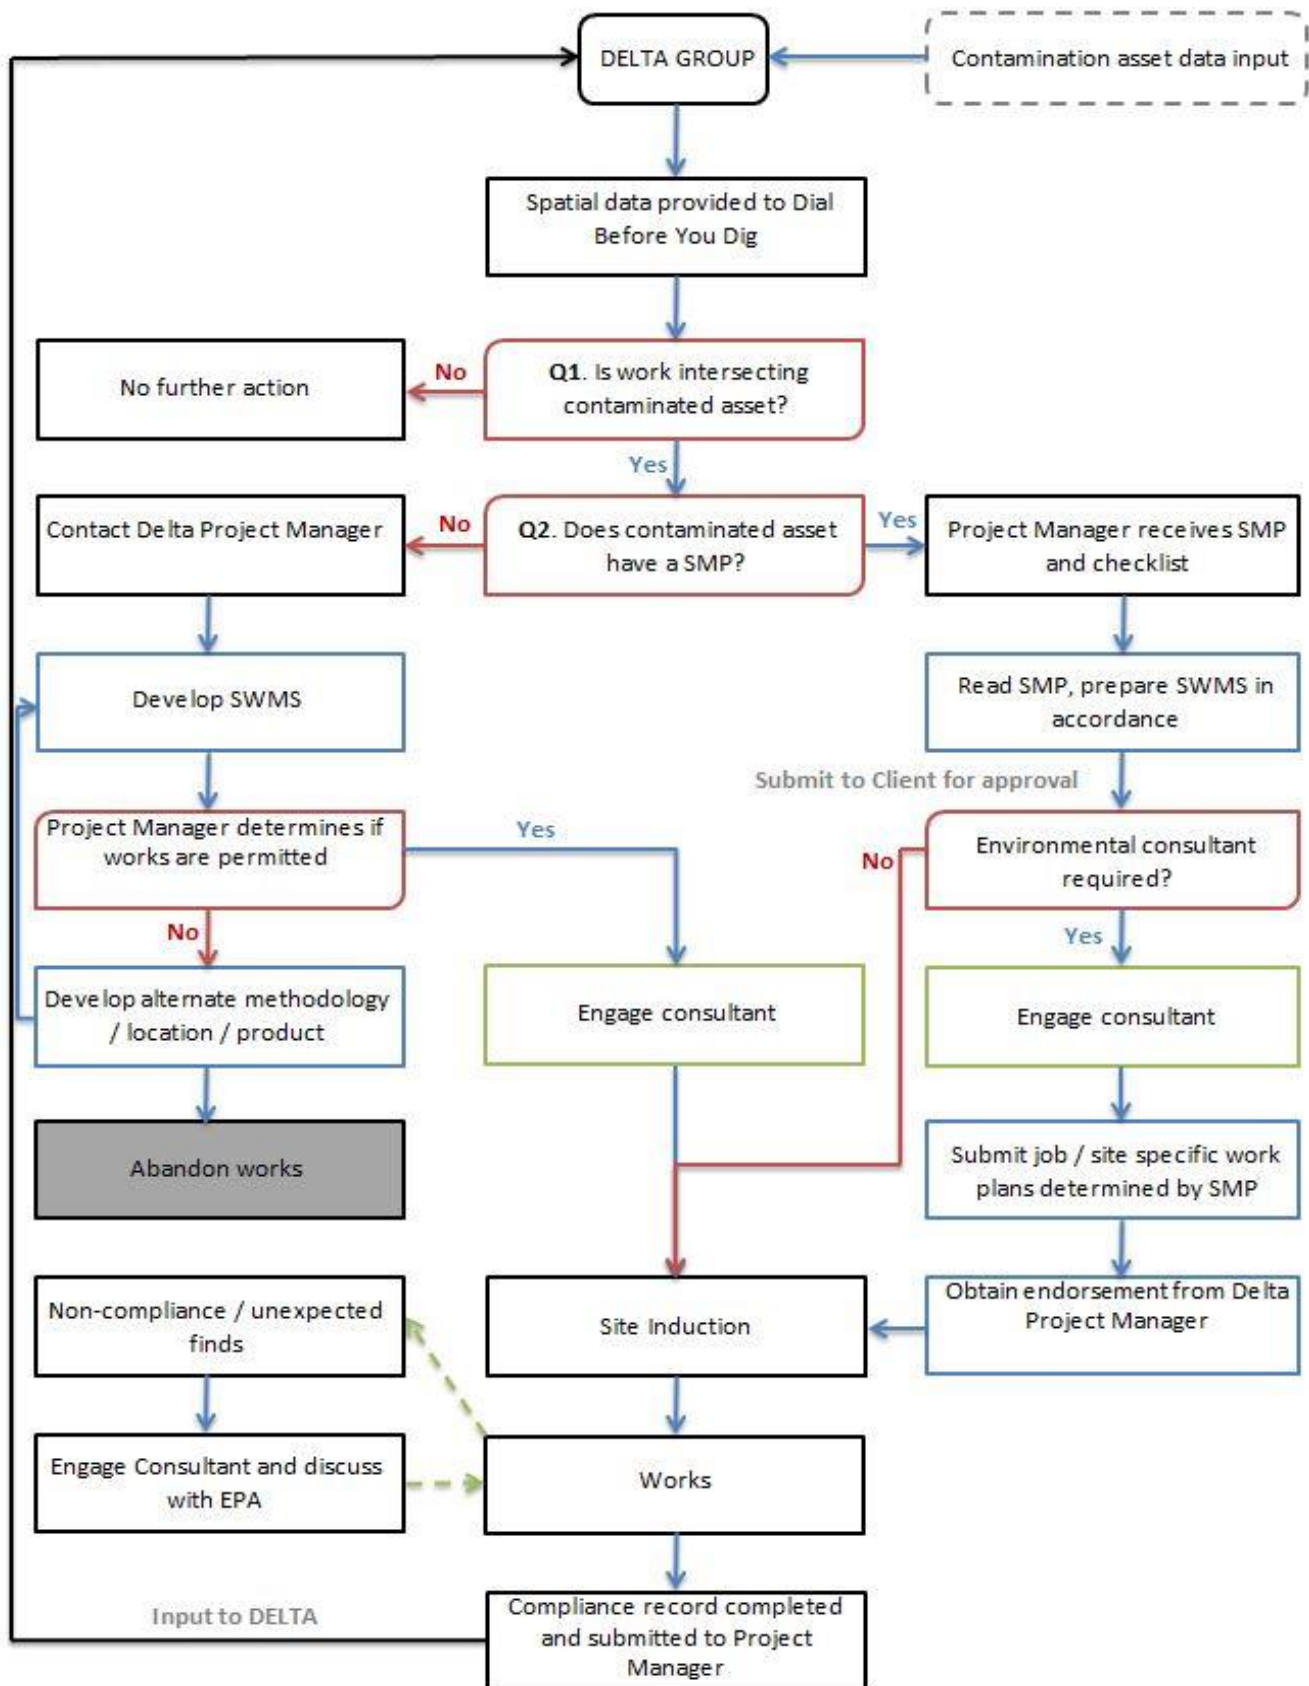 DELTA GROUP
Contamination asset data input
Spatial data provided to Dial
Before You Dig
No further action
No
Q1. Is work intersecting
contaminated asset?
Yes
Contact Delta Project Manager
No
Q2. Does contaminated asset
have a SMP?
Yes
Project Manager receives SMP
and checklist
Develop SWMS
Read SMP, prepare SWMS in
accordance
Submit to Client for approval
Project Manager determines if
works are permitted
Yes
No
Environmental consultant
required?
No
Yes
Develop alternate methodology
/ location / product
Engage consultant
Engage consultant
Abandon works
Submit job / site specific work
plans determined by SMP
Non-compliance / unexpected
finds
Site Induction
Obtain endorsement from Delta
Project Manager
Engage Consultant and discuss
with EPA
Works
Input to DELTA
Compliance record completed
and submitted to Project
Manager